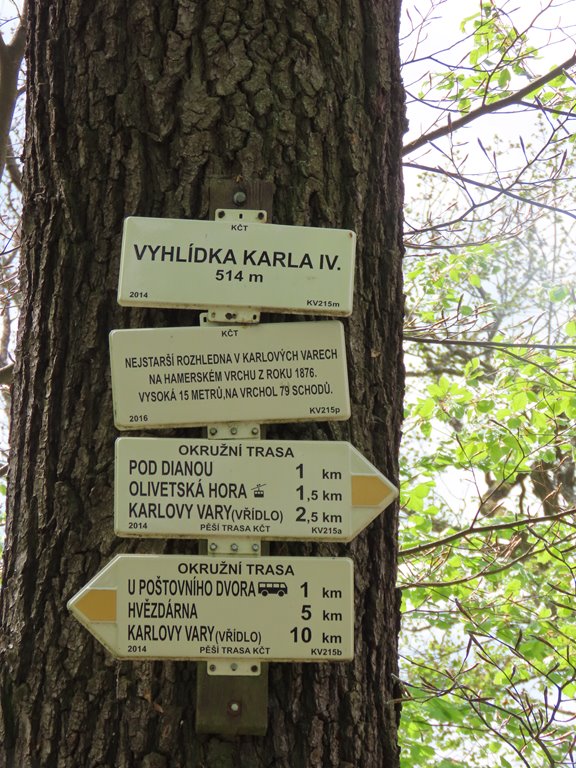 KČT
VYHLÍDKA KARLA IV.
514 m
2014 KV215m
KČT
NEJSTARŠÍ ROZHLEDNA V KARLOVÝCH VARECH
NA HAMERSKÉM VRCHU Z ROKU 1876.
VYSOKÁ 15 METRŮ,NA VRCHOL 79 SCHODŮ.
2016 KV215p
OKRUŽNÍ TRASA
POD DIANOU 1 km
OLIVETSKÁ HORA 1,5 km
KARLOVY VARY(VŘÍDLO) 2,5 km
2014 PĚŠÍ TRASA KČT KV215a
OKRUŽNÍ TRASA
U POŠTOVNÍHO DVORA 1 km
HVĚZDÁRNA 5 km
KARLOVY VARY(VŘÍDLO) 10 km
2014 PĚŠÍ TRASA KČT KV215b